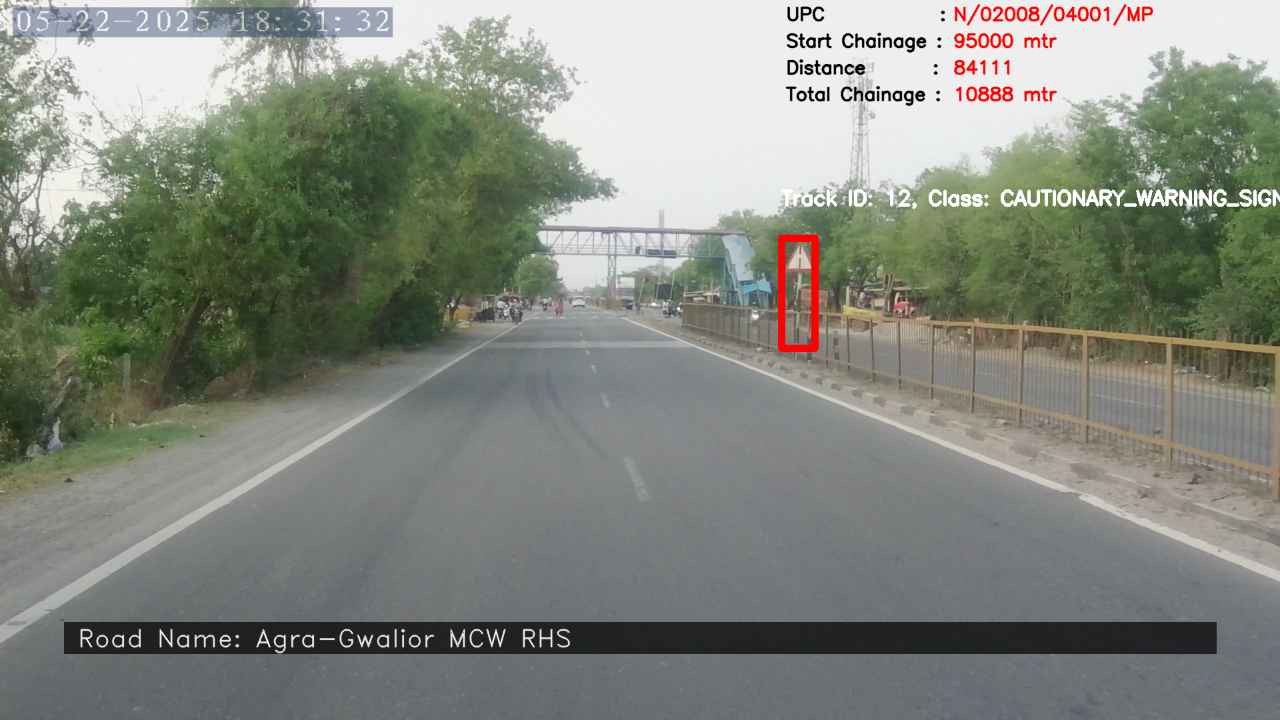 05-22-2025 18:31:32
UPC : N/02008/04001/MP
Start Chainage : 95000 mtr
Distance : 84111
Total Chainage : 10888 mtr
Track ID: 12, Class: CAUTIONARY_WARNING_SIGN
Road Name: Agra-Gwalior MCW RHS